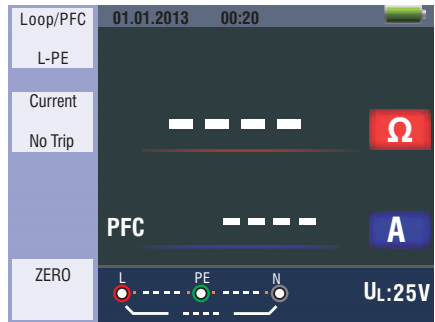 Loop/PFC
L-PE
Current
No Trip
ZERO
01.01.2013 00:20
- - - - Ω
PFC - - - - A
L PE N
- - - -
UL:25V